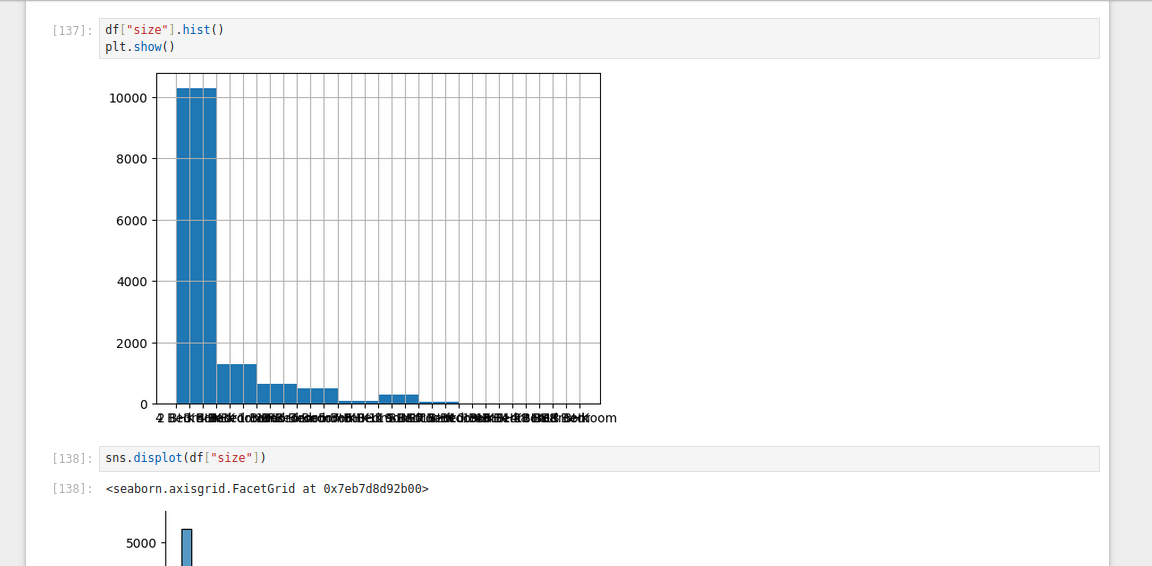 [137]:
df["size"].hist()
plt.show()
10000
8000
6000
4000
2000
0
[138]:
sns.displot(df["size"])
[138]:
<seaborn.axisgrid.FacetGrid at 0x7eb7d8d92b00>
5000